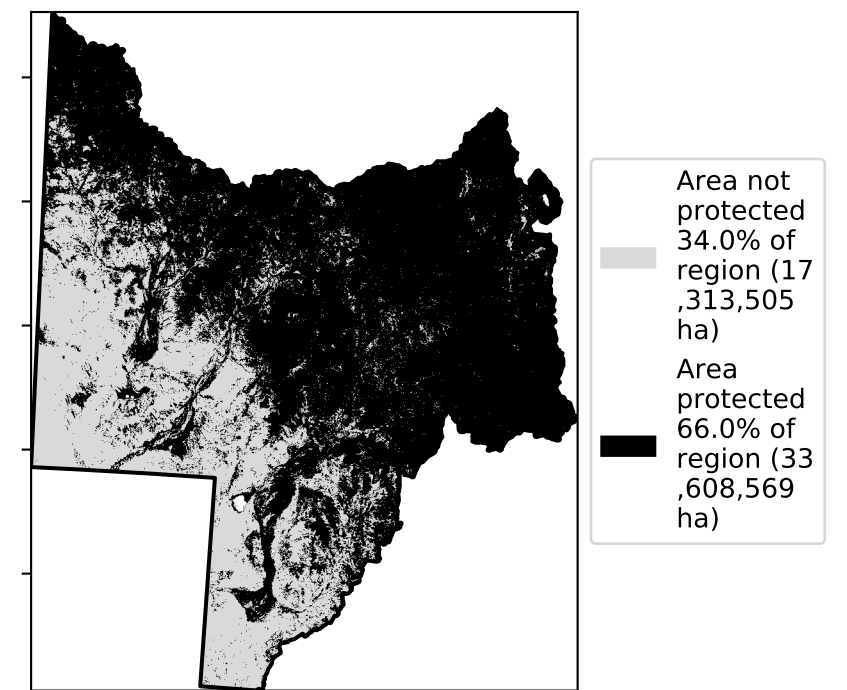 Area not
protected
34.0% of
region (17
,313,505
ha)
Area
protected
66.0% of
region (33
,608,569
ha)